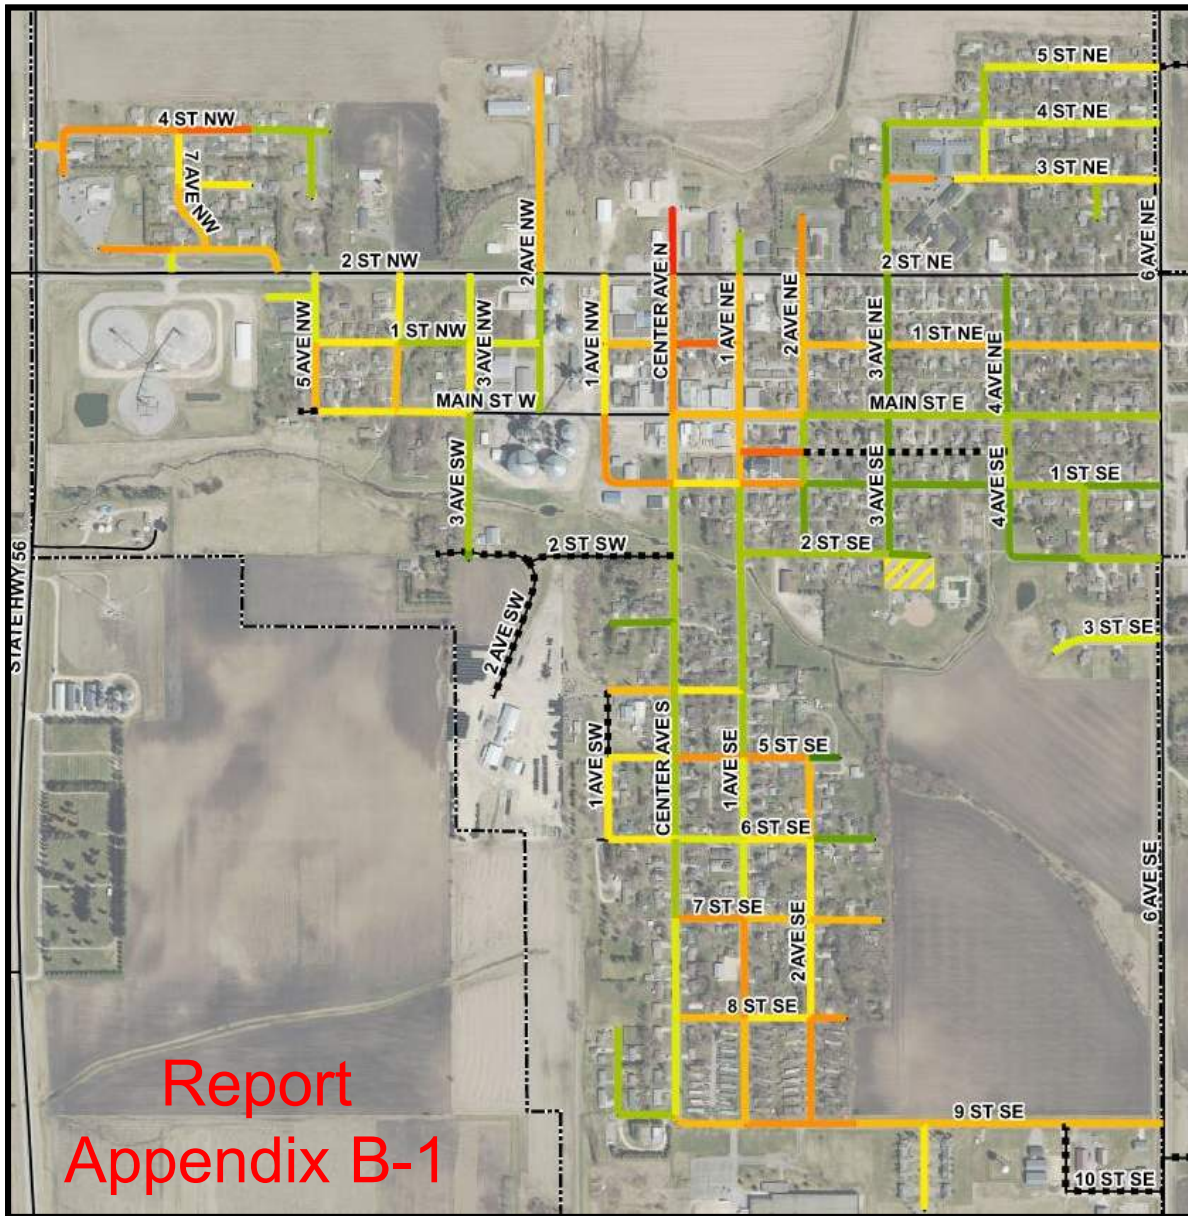 5 ST NE
4 ST NW
4 ST NE
7 AVE NW
3 ST NE
2 AVE NW
CENTER AVE N
6 AVE NE
2 ST NW
2 ST NE
5 AVE NW
1 ST NW
3 AVE NW
1 AVE NW
1 AVE NE
2 AVE NE
3 AVE NE
1 ST NE
4 AVE NE
MAIN ST W
MAIN ST E
3 AVE SW
3 AVE SE
4 AVE SE
1 ST SE
2 ST SW
2 ST SE
STATE HWY 56
2 AVE SW
3 ST SE
1 AVE SW
CENTER AVE S
1 AVE SE
5 ST SE
6 ST SE
6 AVE SE
7 ST SE
2 AVE SE
8 ST SE
Report
Appendix B-1
9 ST SE
10 ST SE